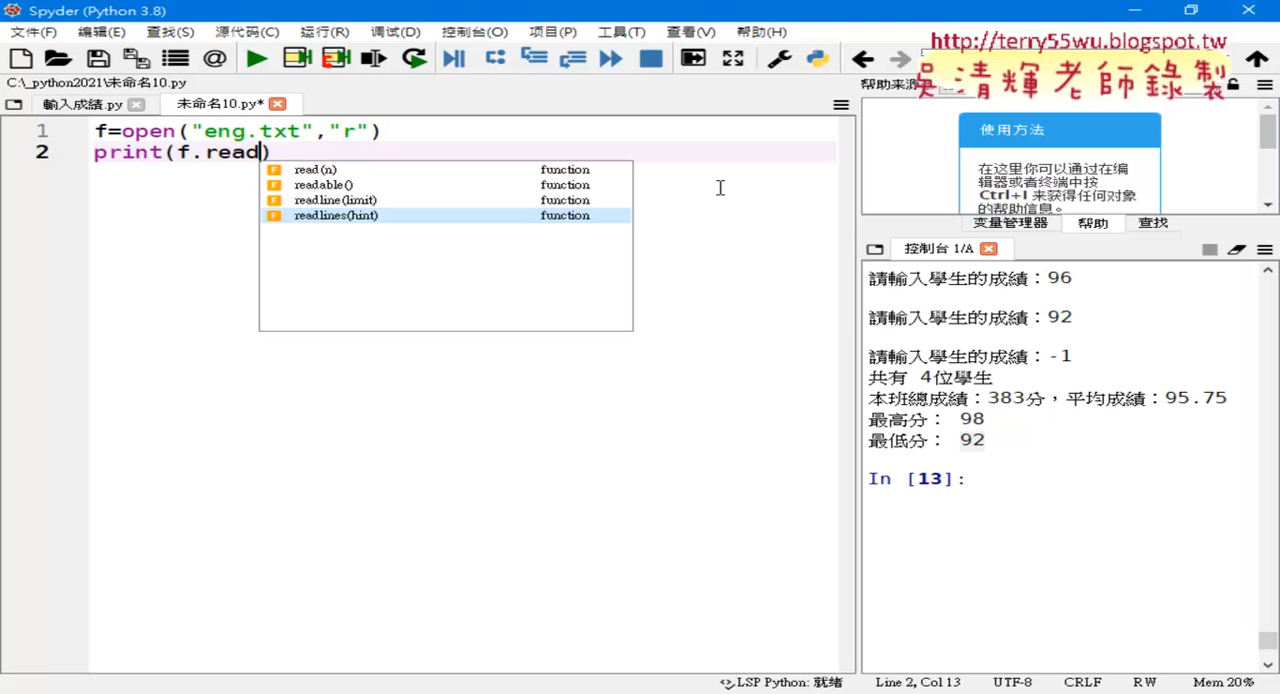 Spyder (Python 3.8)
文件(F) 编辑(E) 查找(S) 源代码(C) 运行(R) 调试(D) 控制台(O) 项目(P) 工具(T) 查看(V) 帮助(H)
http://terry55wu.blogspot.tw
吳清輝老師錄製
C:\_python2021\未命名10.py
輸入成績.py 未命名10.py*
帮助来源
1 f=open("eng.txt","r")
2 print(f.read)
read(n) function
readable() function
readline(limit) function
readlines(hint) function
使用方法
在这里你可以通过在编
辑器或者终端中按
Ctrl+I 来获得任何对象
的帮助信息。
变量管理器 帮助 查找
控制台 1/A
請輸入學生的成績：96
請輸入學生的成績：92
請輸入學生的成績：-1
共有 4位學生
本班總成績：383分，平均成績：95.75
最高分： 98
最低分： 92
In [13]:
LSP Python: 就绪 Line 2, Col 13 UTF-8 CRLF RW Mem 20%